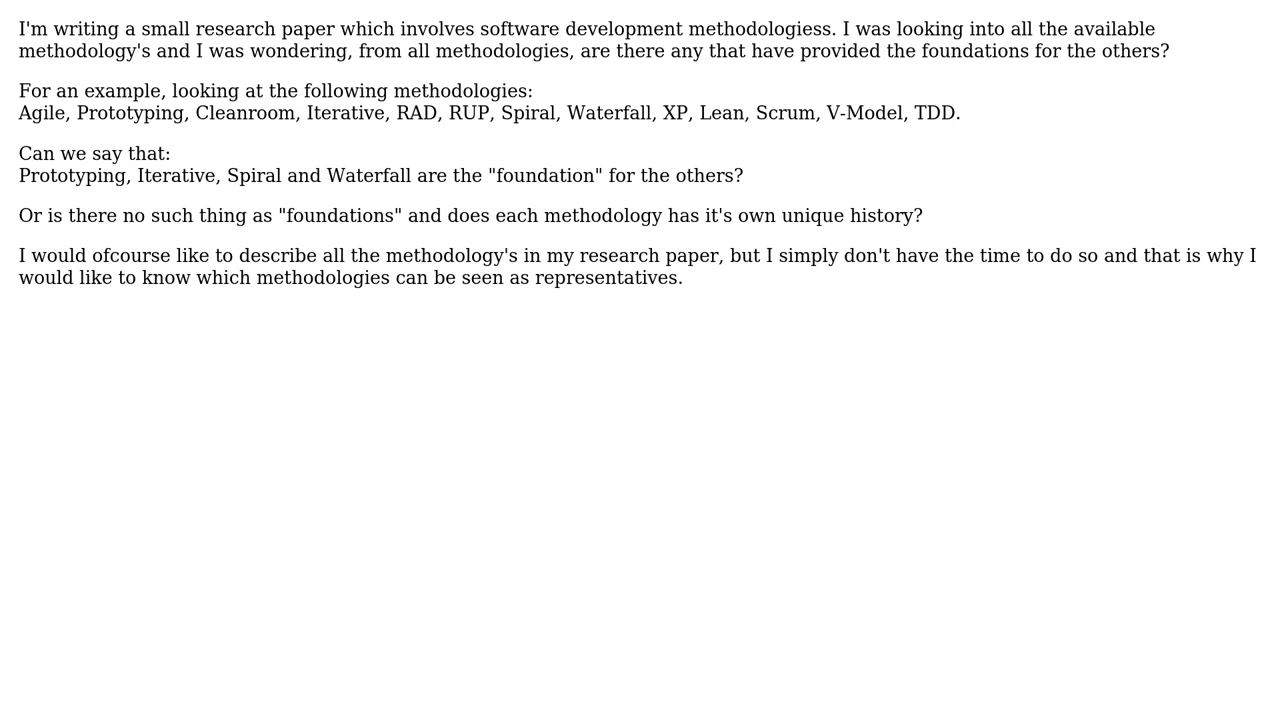 I'm writing a small research paper which involves software development methodologiess. I was looking into all the available
methodology's and I was wondering, from all methodologies, are there any that have provided the foundations for the others?
For an example, looking at the following methodologies:
Agile, Prototyping, Cleanroom, Iterative, RAD, RUP, Spiral, Waterfall, XP, Lean, Scrum, V-Model, TDD.
Can we say that:
Prototyping, Iterative, Spiral and Waterfall are the "foundation" for the others?
Or is there no such thing as "foundations" and does each methodology has it's own unique history?
I would ofcourse like to describe all the methodology's in my research paper, but I simply don't have the time to do so and that is why I
would like to know which methodologies can be seen as representatives.